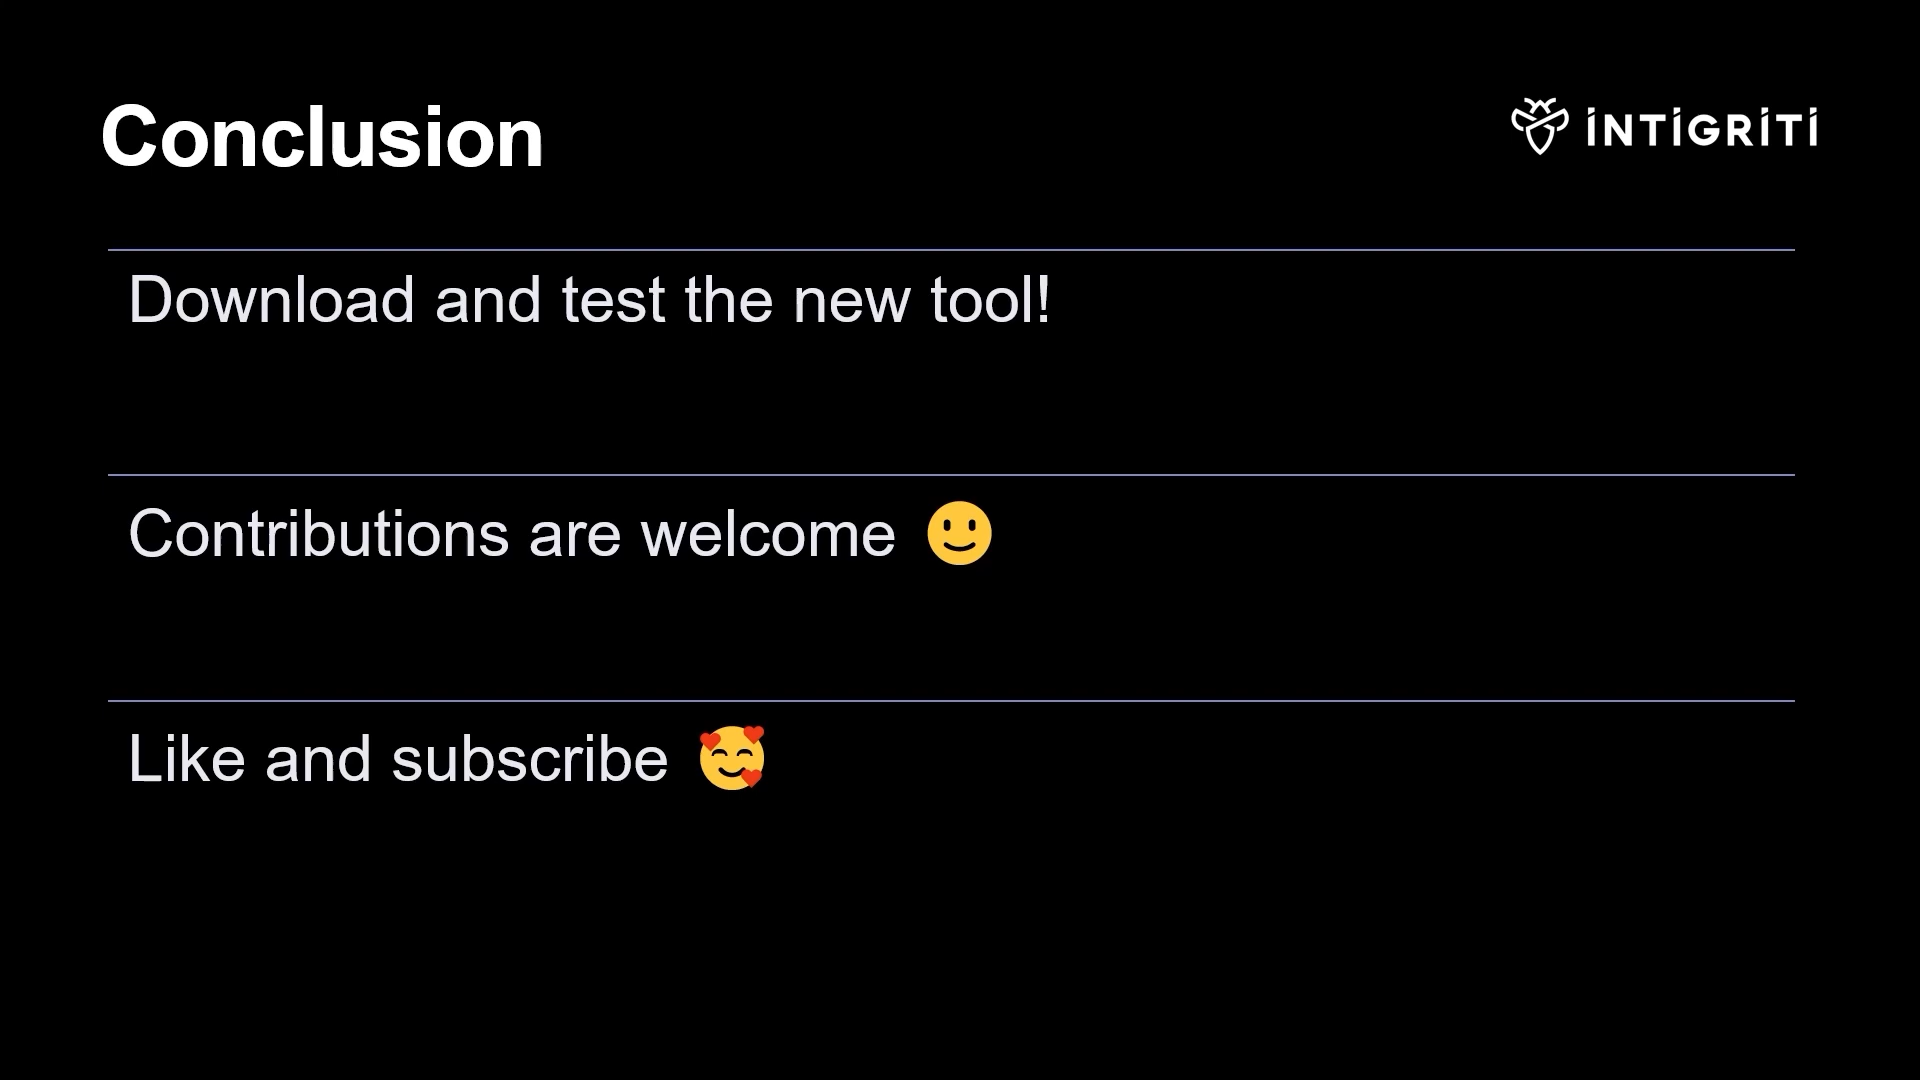 Conclusion
INTIGRITI
Download and test the new tool!
Contributions are welcome 🙂
Like and subscribe 🥰